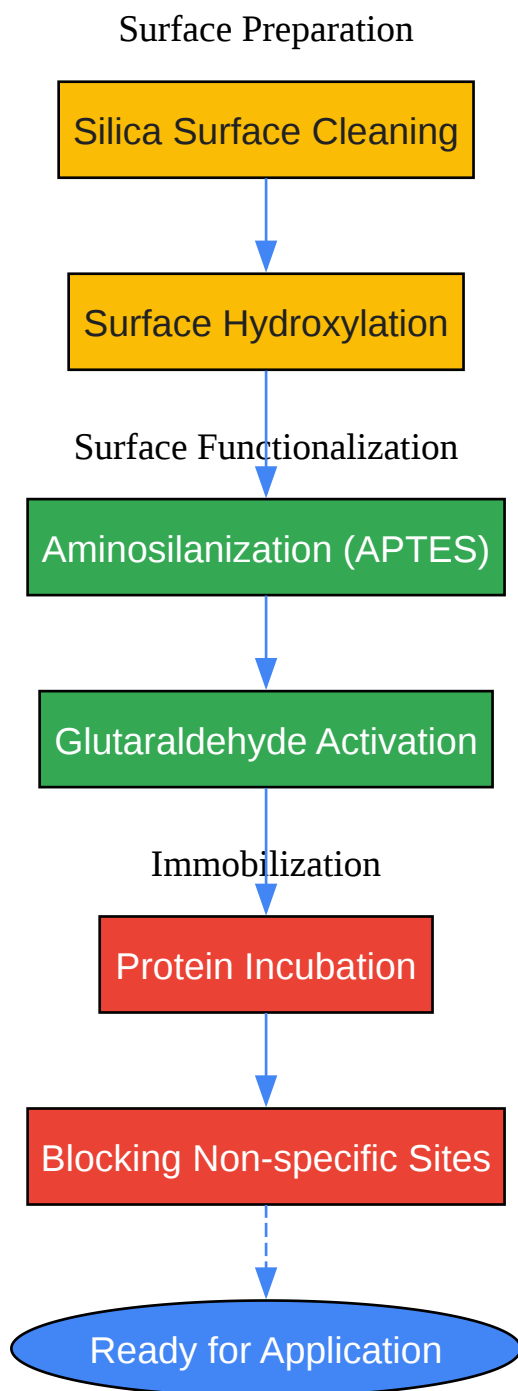 Surface Preparation
Silica Surface Cleaning
Surface Hydroxylation
Surface Functionalization
Aminosilanization (APTES)
Glutaraldehyde Activation
Immobilization
Protein Incubation
Blocking Non-specific Sites
Ready for Application